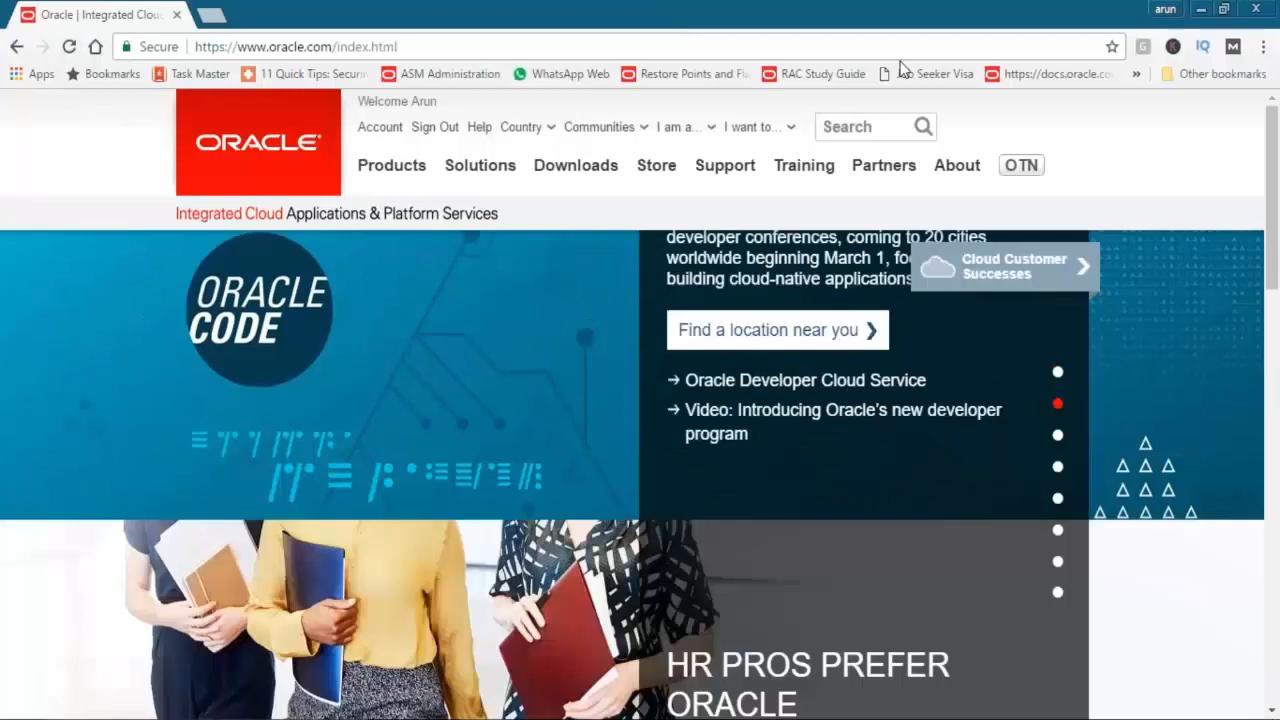 Oracle | Integrated Clou
arun
Secure https://www.oracle.com/index.html
Apps Bookmarks Task Master 11 Quick Tips: Securi ASM Administration WhatsApp Web Restore Points and Fla RAC Study Guide Seeker Visa https://docs.oracle.co » Other bookmarks
Welcome Arun
Account Sign Out Help Country Communities I am a... I want to... Search
ORACLE®
Products Solutions Downloads Store Support Training Partners About OTN
Integrated Cloud Applications & Platform Services
developer conferences, coming to 20 cities
worldwide beginning March 1, fo
building cloud-native applications
Cloud Customer
Successes
ORACLE
CODE
Find a location near you
Oracle Developer Cloud Service
Video: Introducing Oracle's new developer
program
HR PROS PREFER
ORACLE